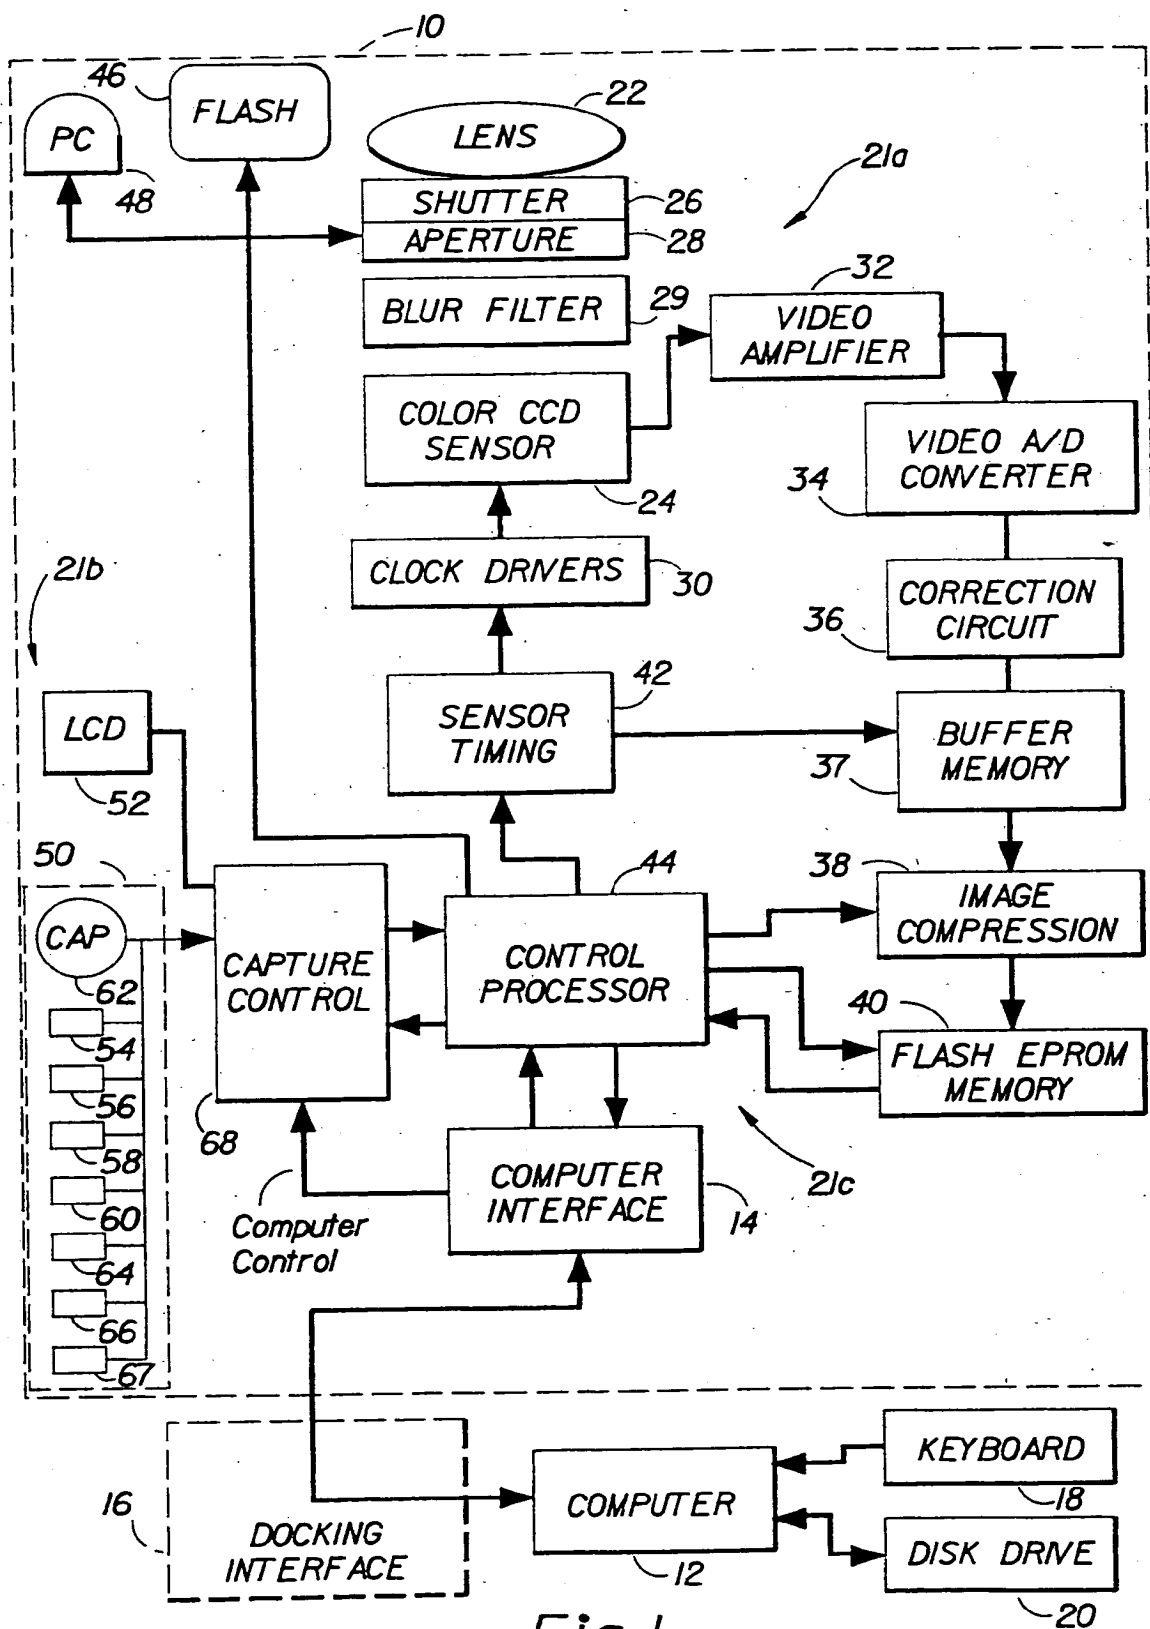 10
46
FLASH
PC
48
22
LENS
21a
SHUTTER
26
APERTURE
28
BLUR FILTER
29
32
VIDEO
AMPLIFIER
COLOR CCD
SENSOR
24
VIDEO A/D
CONVERTER
34
CLOCK DRIVERS
30
21b
CORRECTION
CIRCUIT
36
SENSOR
TIMING
42
LCD
52
BUFFER
MEMORY
37
50
CAP
62
54
56
58
60
64
66
67
CAPTURE
CONTROL
68
44
CONTROL
PROCESSOR
38
IMAGE
COMPRESSION
40
FLASH EPROM
MEMORY
21c
COMPUTER
INTERFACE
14
Computer
Control
16
DOCKING
INTERFACE
COMPUTER
12
KEYBOARD
18
DISK DRIVE
20
Fig. 1